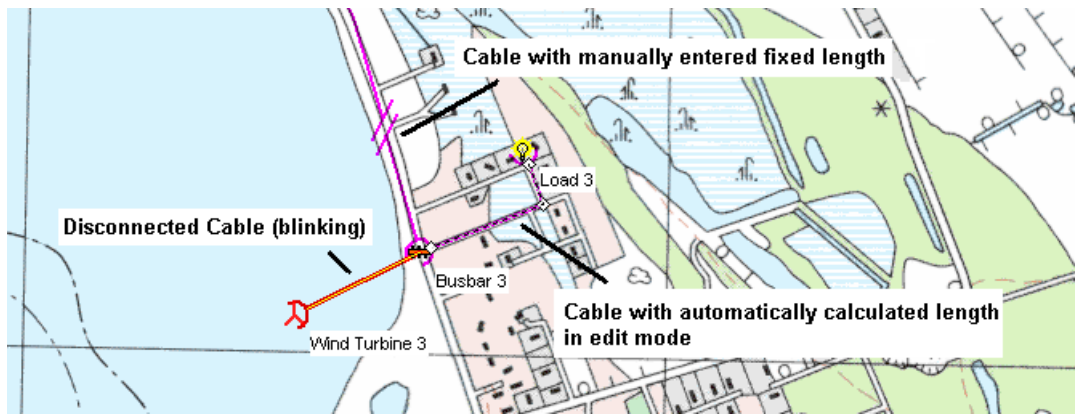 Cable with manually entered fixed length
Load 3
Disconnected Cable (blinking)
Busbar 3
Cable with automatically calculated length
in edit mode
Wind Turbine 3